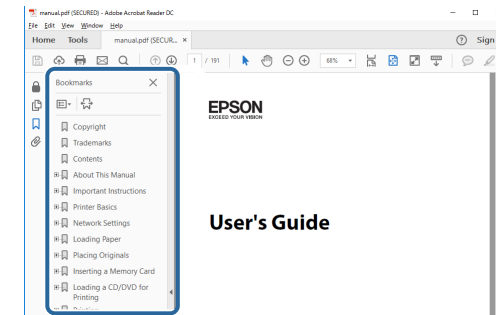 manual.pdf (SECURED) - Adobe Acrobat Reader DC
File Edit View Window Help
Home Tools manual.pdf (SECUR... ×
Sign
1 / 191
68%
Bookmarks
Copyright
Trademarks
Contents
About This Manual
Important Instructions
Printer Basics
Network Settings
Loading Paper
Placing Originals
Inserting a Memory Card
Loading a CD/DVD for
Printing
EPSON
EXCEED YOUR VISION
User's Guide